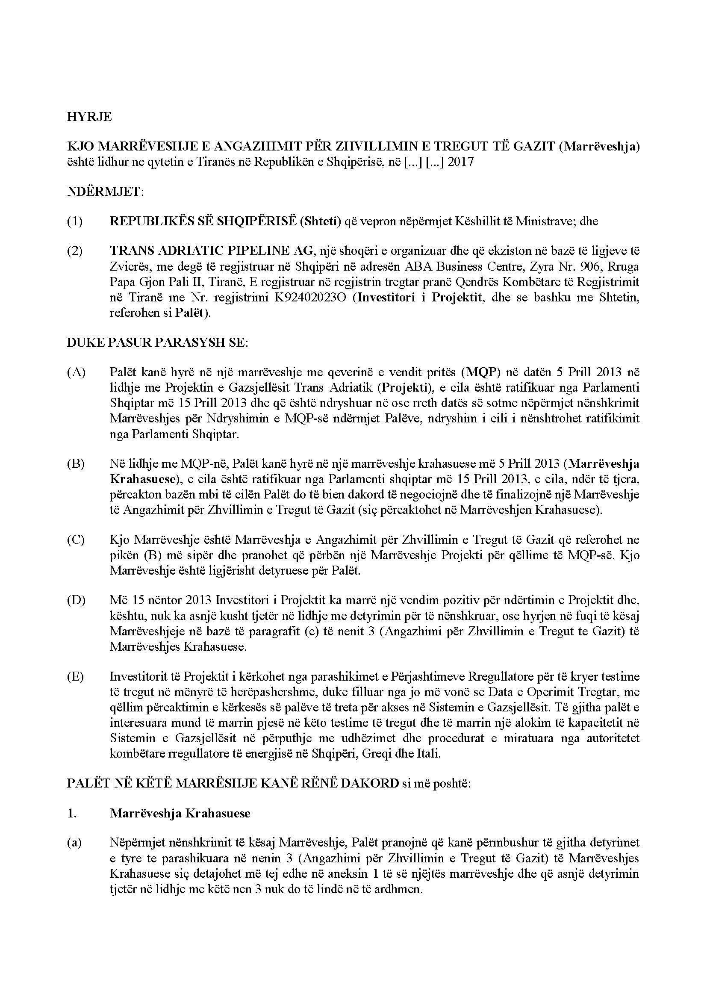 HYRJE
KJO MARRËVESHJE E ANGAZHIMIT PËR ZHVILLIMIN E TREGUT TË GAZIT (Marrëveshja)
është lidhur ne qytetin e Tiranës në Republikën e Shqipërisë, në [...] [...] 2017
NDËRMJET:
(1) REPUBLIKËS SË SHQIPËRISË (Shteti) që vepron nëpërmjet Këshillit të Ministrave; dhe
(2) TRANS ADRIATIC PIPELINE AG, një shoqëri e organizuar dhe që ekziston në bazë të ligjeve të
Zvicrës, me degë të regjistruar në Shqipëri në adresën ABA Business Centre, Zyra Nr. 906, Rruga
Papa Gjon Pali II, Tiranë, E regjistruar në regjistrin tregtar pranë Qendrës Kombëtare të Regjistrimit
në Tiranë me Nr. regjistrimi K92402023O (Investitori i Projektit, dhe se bashku me Shtetin,
referohen si Palët).
DUKE PASUR PARASYSH SE:
(A) Palët kanë hyrë në një marrëveshje me qeverinë e vendit pritës (MQP) në datën 5 Prill 2013 në
lidhje me Projektin e Gazsjellësit Trans Adriatik (Projekti), e cila është ratifikuar nga Parlamenti
Shqiptar më 15 Prill 2013 dhe që është ndryshuar në ose rreth datës së sotme nëpërmjet nënshkrimit
Marrëveshjes për Ndryshimin e MQP-së ndërmjet Palëve, ndryshim i cili i nënshtrohet ratifikimit
nga Parlamenti Shqiptar.
(B) Në lidhje me MQP-në, Palët kanë hyrë në një marrëveshje krahasuese më 5 Prill 2013 (Marrëveshja
Krahasuese), e cila është ratifikuar nga Parlamenti shqiptar më 15 Prill 2013, e cila, ndër të tjera,
përcakton bazën mbi të cilën Palët do të bien dakord të negociojnë dhe të finalizojnë një Marrëveshje
të Angazhimit për Zhvillimin e Tregut të Gazit (siç përcaktohet në Marrëveshjen Krahasuese).
(C) Kjo Marrëveshje është Marrëveshja e Angazhimit për Zhvillimin e Tregut të Gazit që referohet ne
pikën (B) më sipër dhe pranohet që përbën një Marrëveshje Projekti për qëllime të MQP-së. Kjo
Marrëveshje është ligjërisht detyruese për Palët.
(D) Më 15 nëntor 2013 Investitori i Projektit ka marrë një vendim pozitiv për ndërtimin e Projektit dhe,
kështu, nuk ka asnjë kusht tjetër në lidhje me detyrimin për të nënshkruar, ose hyrjen në fuqi të kësaj
Marrëveshjeje në bazë të paragrafit (c) të nenit 3 (Angazhimi për Zhvillimin e Tregut te Gazit) të
Marrëveshjes Krahasuese.
(E) Investitorit të Projektit i kërkohet nga parashikimet e Përjashtimeve Rregullatore për të kryer testime
të tregut në mënyrë të herëpashershme, duke filluar nga jo më vonë se Data e Operimit Tregtar, me
qëllim përcaktimin e kërkesës së palëve të treta për akses në Sistemin e Gazsjellësit. Të gjitha palët e
interesuara mund të marrin pjesë në këto testime të tregut dhe të marrin një alokim të kapacitetit në
Sistemin e Gazsjellësit në përputhje me udhëzimet dhe procedurat e miratuara nga autoritetet
kombëtare rregullatore të energjisë në Shqipëri, Greqi dhe Itali.
PALËT NË KËTË MARRËSHJE KANË RËNË DAKORD si më poshtë:
1. Marrëveshja Krahasuese
(a) Nëpërmjet nënshkrimit të kësaj Marrëveshje, Palët pranojnë që kanë përmbushur të gjitha detyrimet
e tyre te parashikuara në nenin 3 (Angazhimi për Zhvillimin e Tregut të Gazit) të Marrëveshjes
Krahasuese siç detajohet më tej edhe në aneksin 1 të së njëjtës marrëveshje dhe që asnjë detyrimin
tjetër në lidhje me këtë nen 3 nuk do të lindë në të ardhmen.